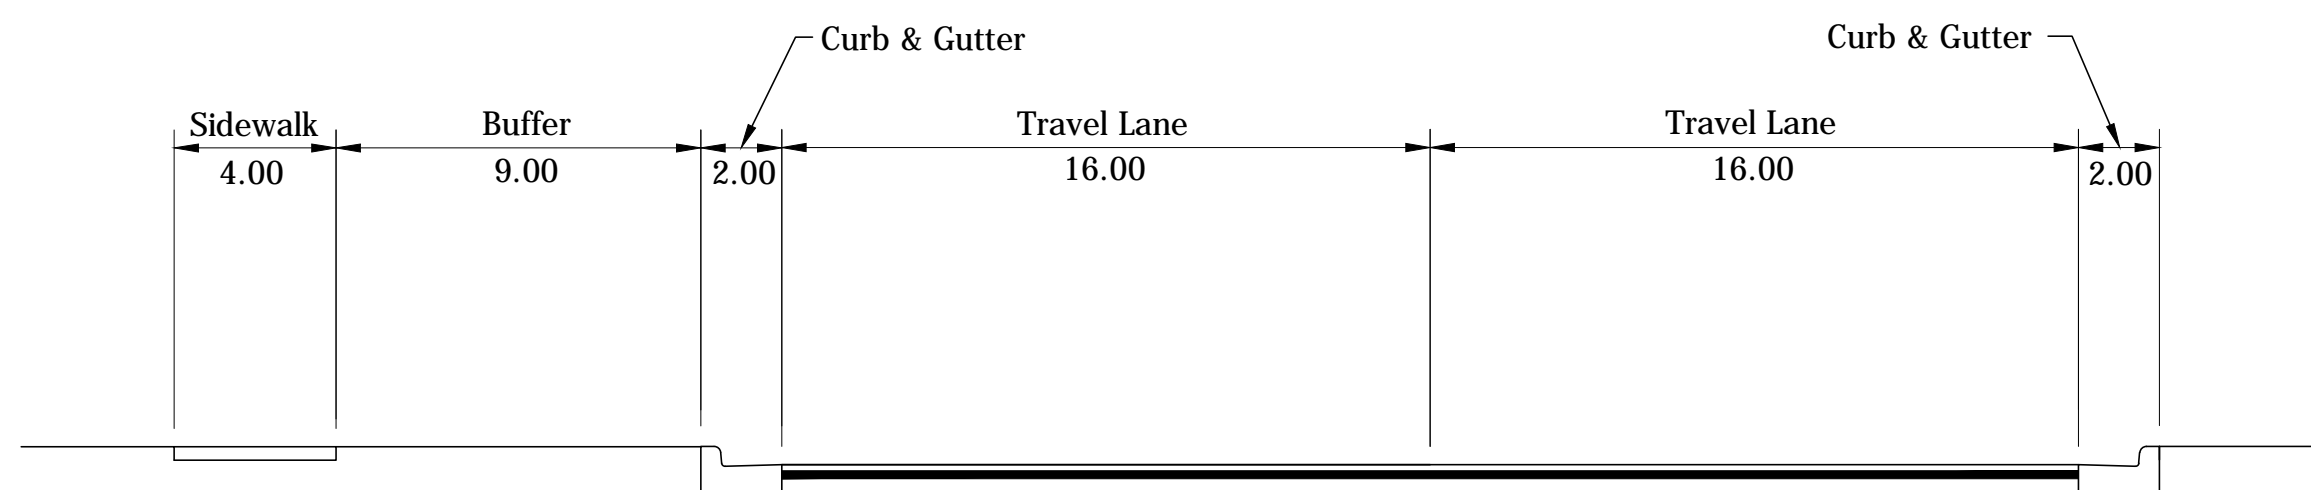 Curb & Gutter
Curb & Gutter
Sidewalk
Buffer
Travel Lane
Travel Lane
4.00
9.00
2.00
16.00
16.00
2.00